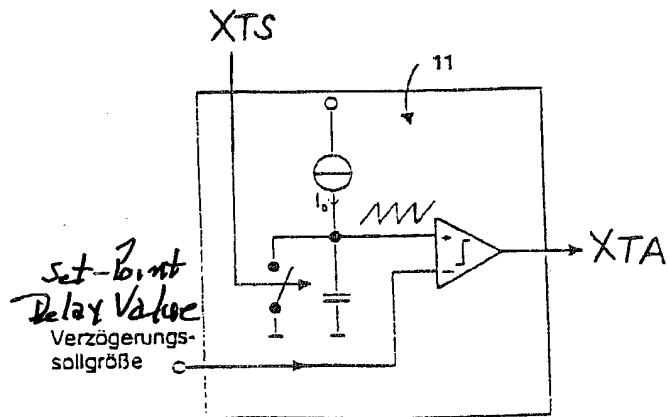 XTS
11
I₀
+
−
XTA
Set-Point
Delay Value
Verzögerungs-
sollgröße